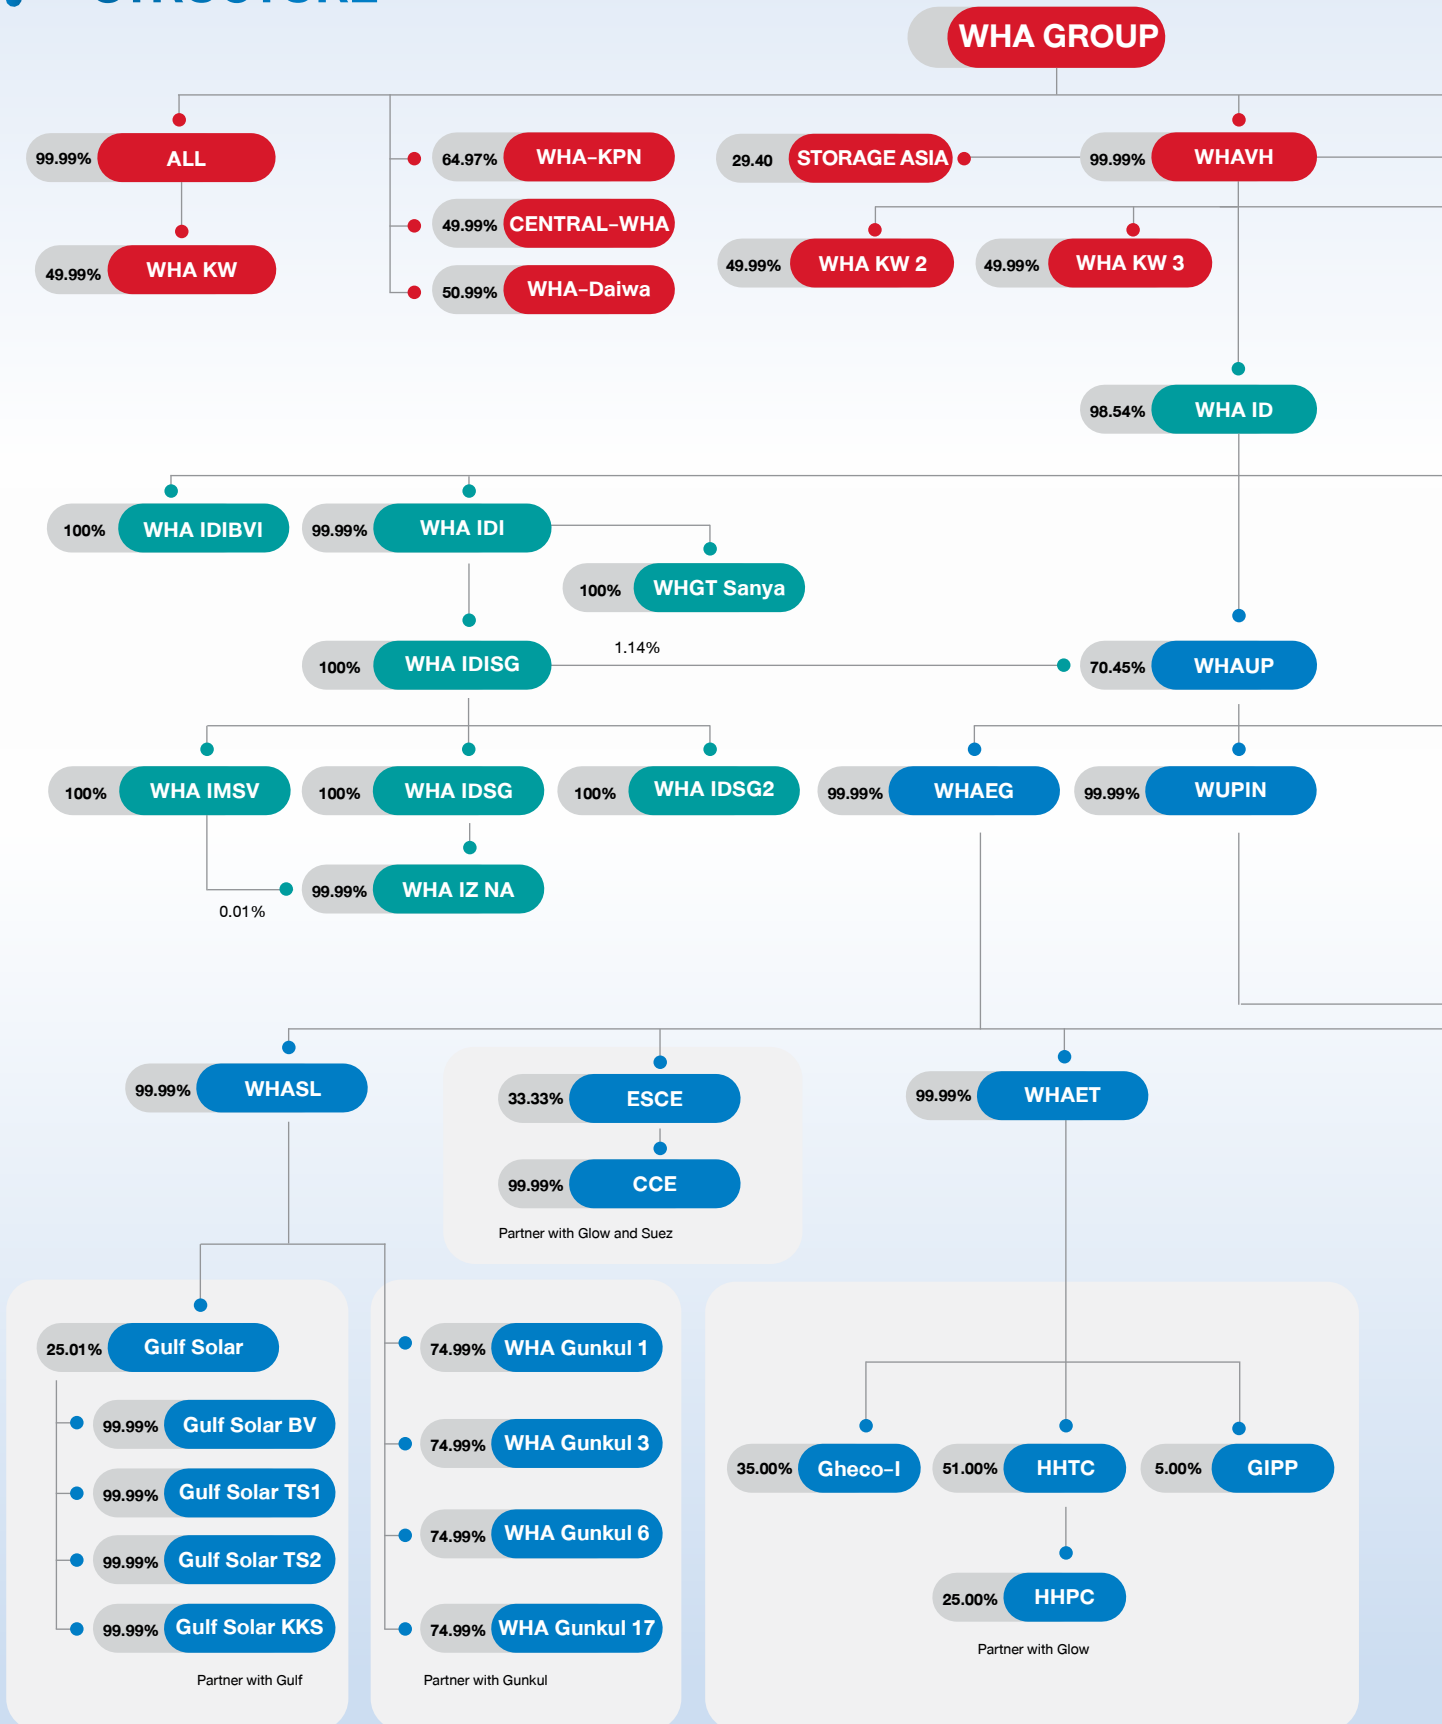 WHA GROUP
99.99% ALL
64.97% WHA-KPN
29.40 STORAGE ASIA
99.99% WHAVH
49.99% CENTRAL-WHA
49.99% WHA KW
50.99% WHA-Daiwa
49.99% WHA KW 2
49.99% WHA KW 3
98.54% WHA ID
100% WHA IDIBVI
99.99% WHA IDI
100% WHGT Sanya
100% WHA IDISG
1.14%
70.45% WHAUP
100% WHA IMSV
100% WHA IDSG
100% WHA IDSG2
99.99% WHAEG
99.99% WUPIN
99.99% WHA IZ NA
0.01%
99.99% WHASL
33.33% ESCE
99.99% WHAET
99.99% CCE
Partner with Glow and Suez
25.01% Gulf Solar
99.99% Gulf Solar BV
99.99% Gulf Solar TS1
99.99% Gulf Solar TS2
99.99% Gulf Solar KKS
Partner with Gulf
74.99% WHA Gunkul 1
74.99% WHA Gunkul 3
74.99% WHA Gunkul 6
74.99% WHA Gunkul 17
Partner with Gunkul
35.00% Gheco-I
51.00% HHTC
5.00% GIPP
25.00% HHPC
Partner with Glow